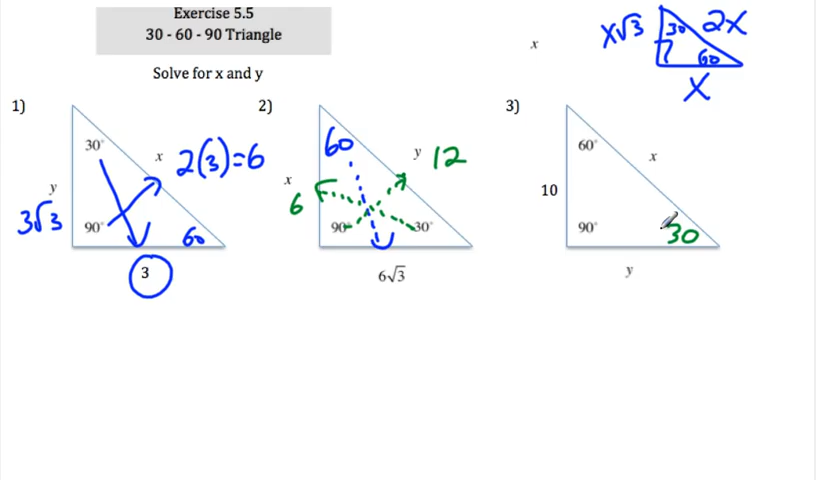 Exercise 5.5
30 - 60 - 90 Triangle
Solve for x and y
x
x√3
30
2x
60
x
1)
30°
x
2(3)=6
y
3√3
90°
60
3
2)
60
y
12
x
6
90°
30°
6√3
3)
60°
x
10
90°
30
y